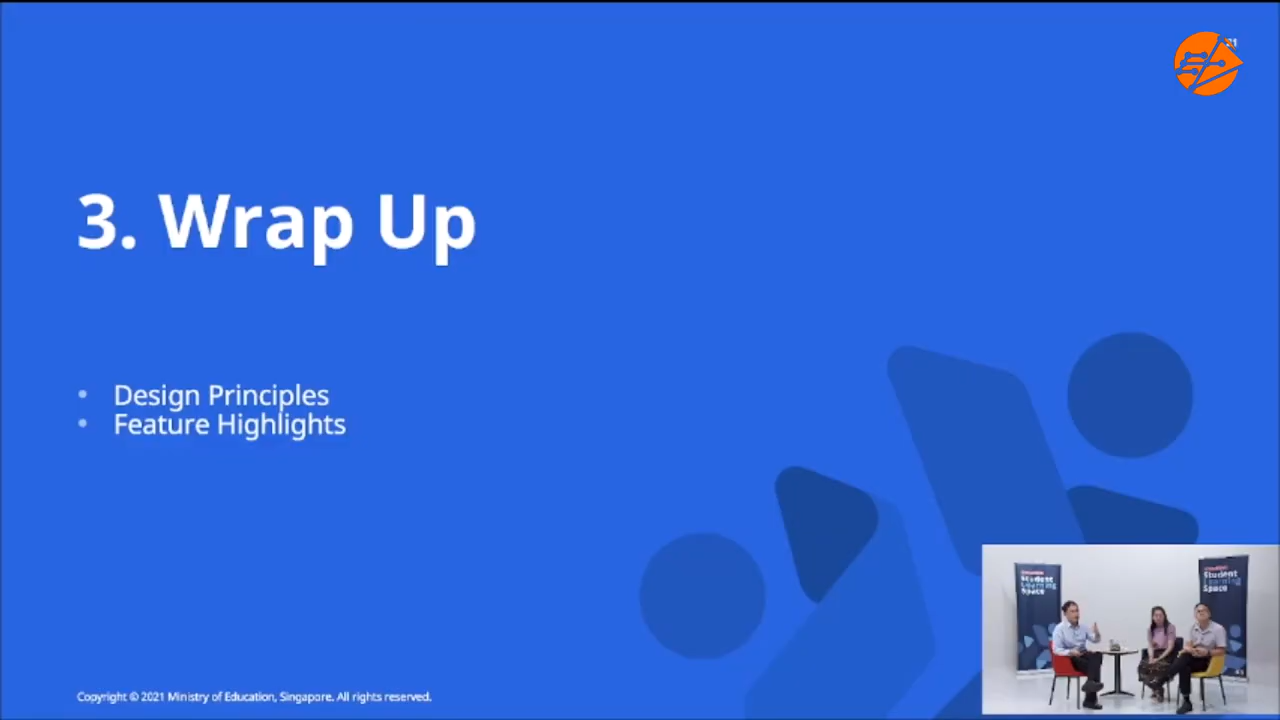 3. Wrap Up
• Design Principles
• Feature Highlights
Copyright © 2021 Ministry of Education, Singapore. All rights reserved.
Student
Learning
Space
Student
Learning
Space